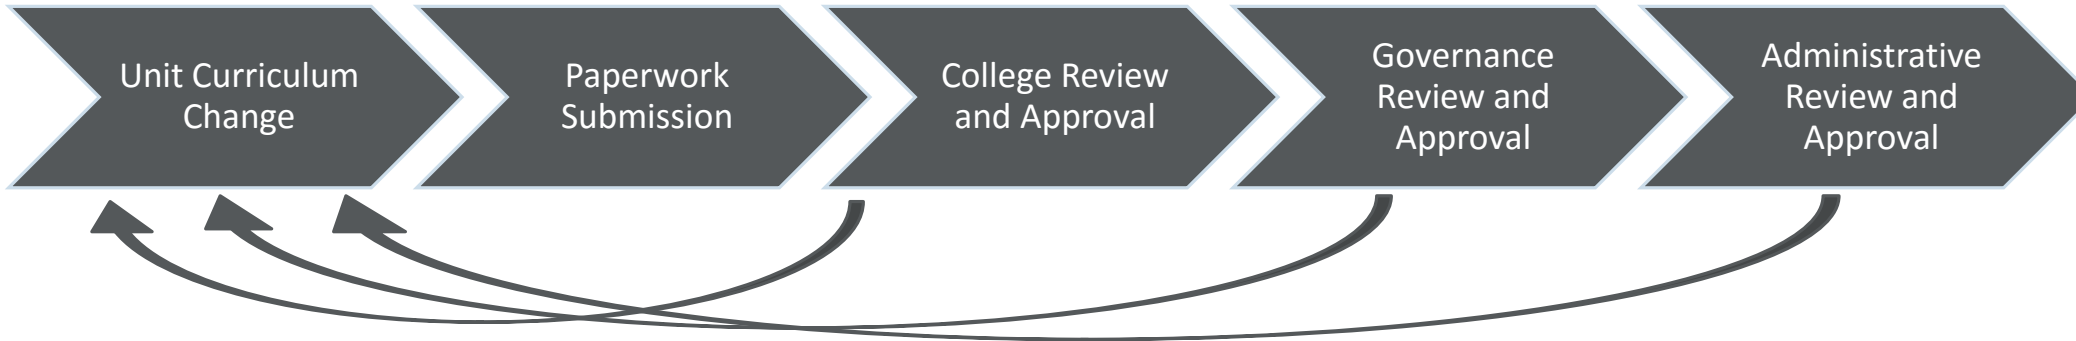 Unit Curriculum
Change
Paperwork
Submission
College Review
and Approval
Governance
Review and
Approval
Administrative
Review and
Approval